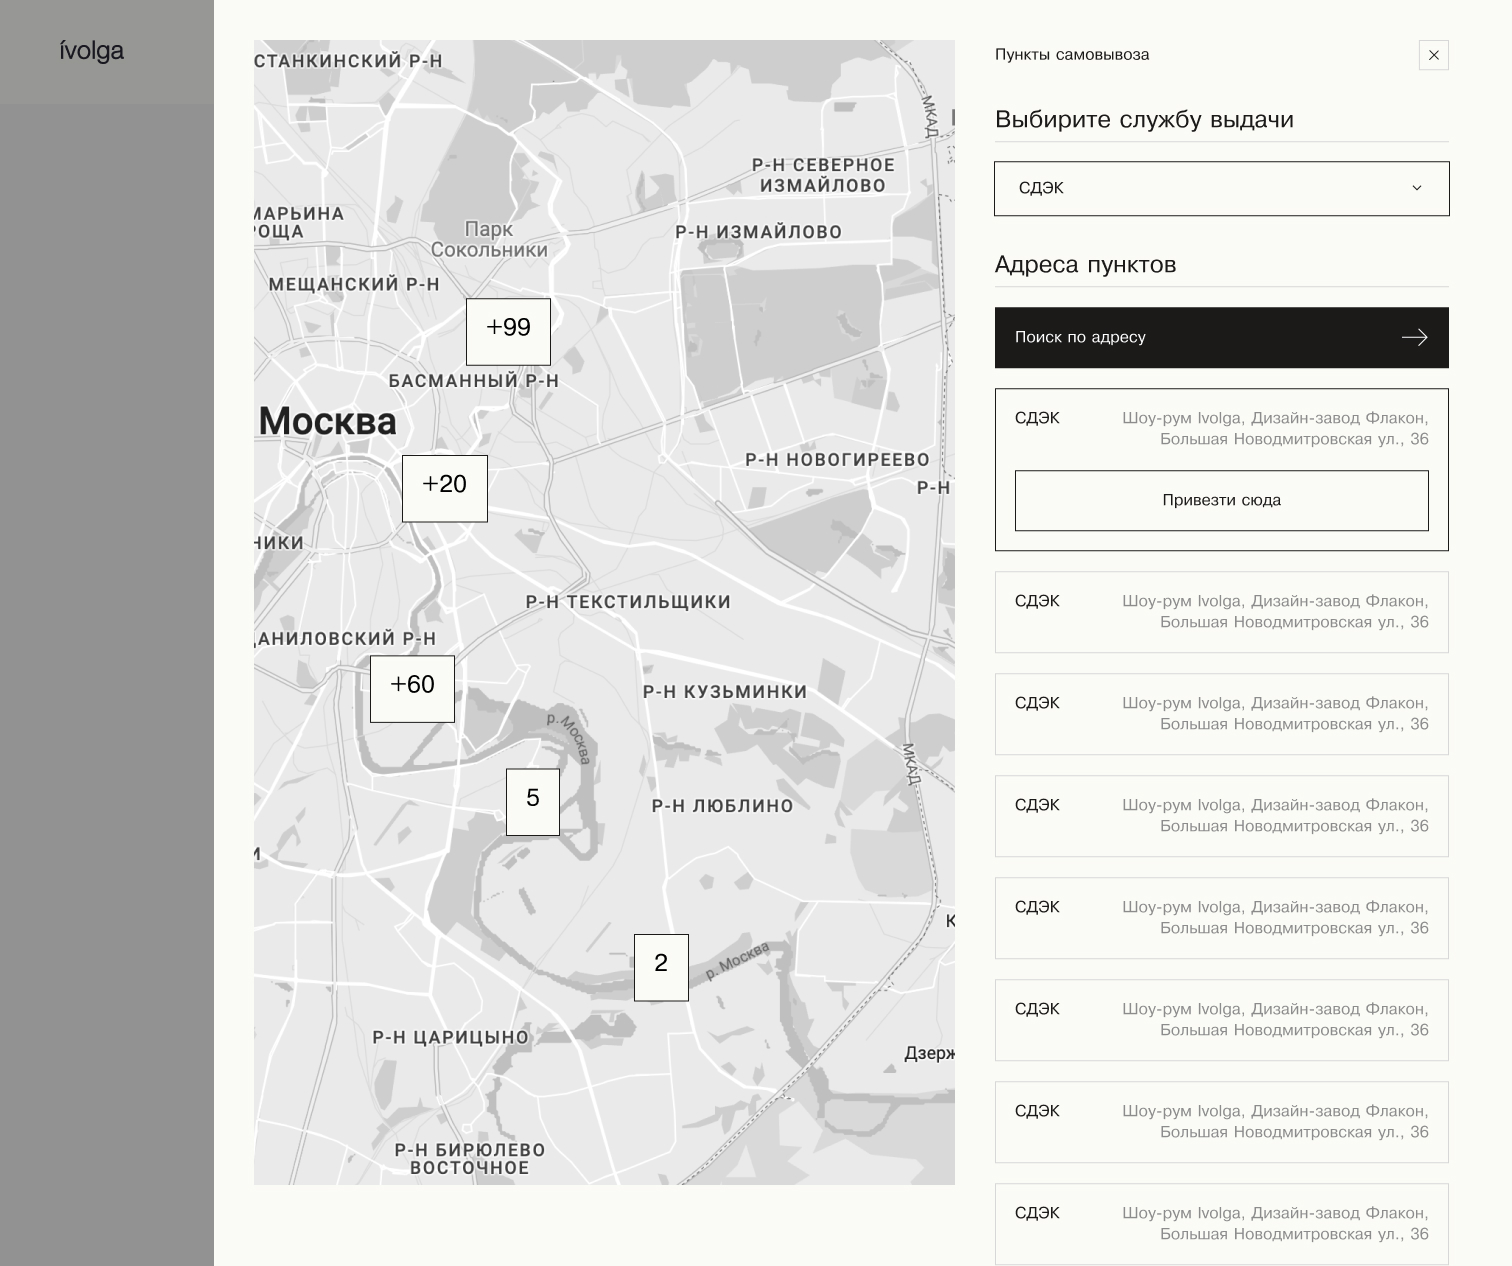 ívolga
СТАНКИНСКИЙ Р-Н
МКАД
Р-Н СЕВЕРНОЕ
ИЗМАЙЛОВО
МАРЬИНА
РОЩА
Парк
Сокольники
Р-Н ИЗМАЙЛОВО
МЕЩАНСКИЙ Р-Н
+99
БАСМАННЫЙ Р-Н
Москва
Р-Н НОВОГИРЕЕВО
+20
Р-Н
НИКИ
Р-Н ТЕКСТИЛЬЩИКИ
ДАНИЛОВСКИЙ Р-Н
+60
Р-Н КУЗЬМИНКИ
р. Москва
МКАД
5
Р-Н ЛЮБЛИНО
И
К
2
р. Москва
Р-Н ЦАРИЦЫНО
Дзерж
Р-Н БИРЮЛЕВО
ВОСТОЧНОЕ
Пункты самовывоза
Выбирите службу выдачи
СДЭК
Адреса пунктов
Поиск по адресу
СДЭК Шоу-рум Ivolga, Дизайн-завод Флакон,
Большая Новодмитровская ул., 36
Привезти сюда
СДЭК Шоу-рум Ivolga, Дизайн-завод Флакон,
Большая Новодмитровская ул., 36
СДЭК Шоу-рум Ivolga, Дизайн-завод Флакон,
Большая Новодмитровская ул., 36
СДЭК Шоу-рум Ivolga, Дизайн-завод Флакон,
Большая Новодмитровская ул., 36
СДЭК Шоу-рум Ivolga, Дизайн-завод Флакон,
Большая Новодмитровская ул., 36
СДЭК Шоу-рум Ivolga, Дизайн-завод Флакон,
Большая Новодмитровская ул., 36
СДЭК Шоу-рум Ivolga, Дизайн-завод Флакон,
Большая Новодмитровская ул., 36
СДЭК Шоу-рум Ivolga, Дизайн-завод Флакон,
Большая Новодмитровская ул., 36